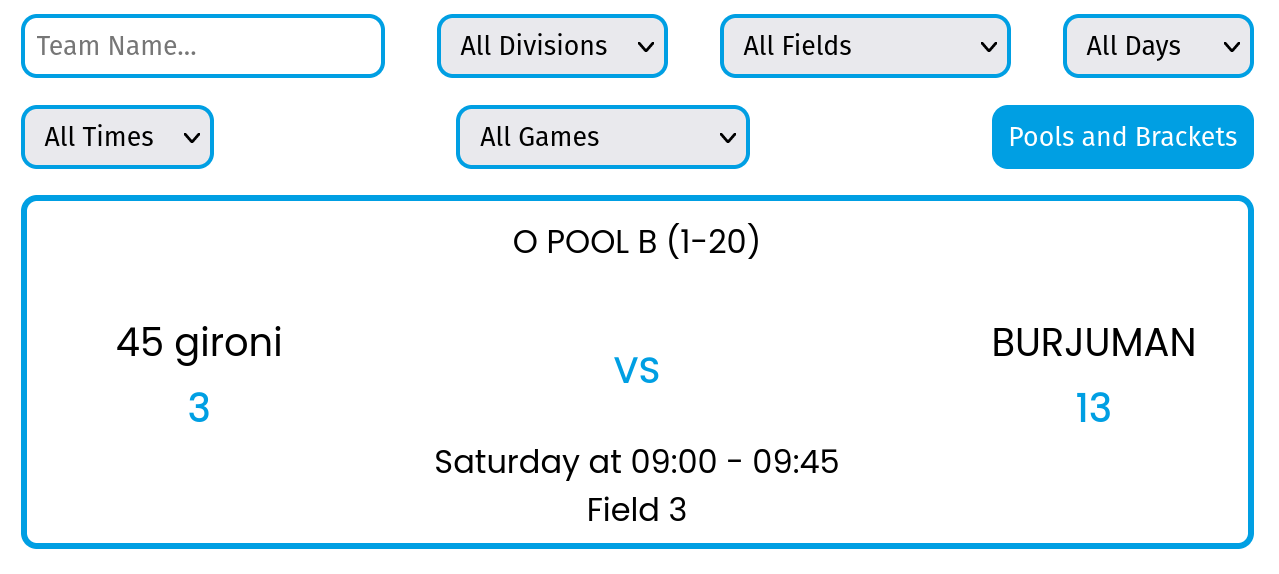 Team Name...
All Divisions
All Fields
All Days
All Times
All Games
Pools and Brackets
O POOL B (1-20)
45 gironi
VS
BURJUMAN
3
13
Saturday at 09:00 - 09:45
Field 3